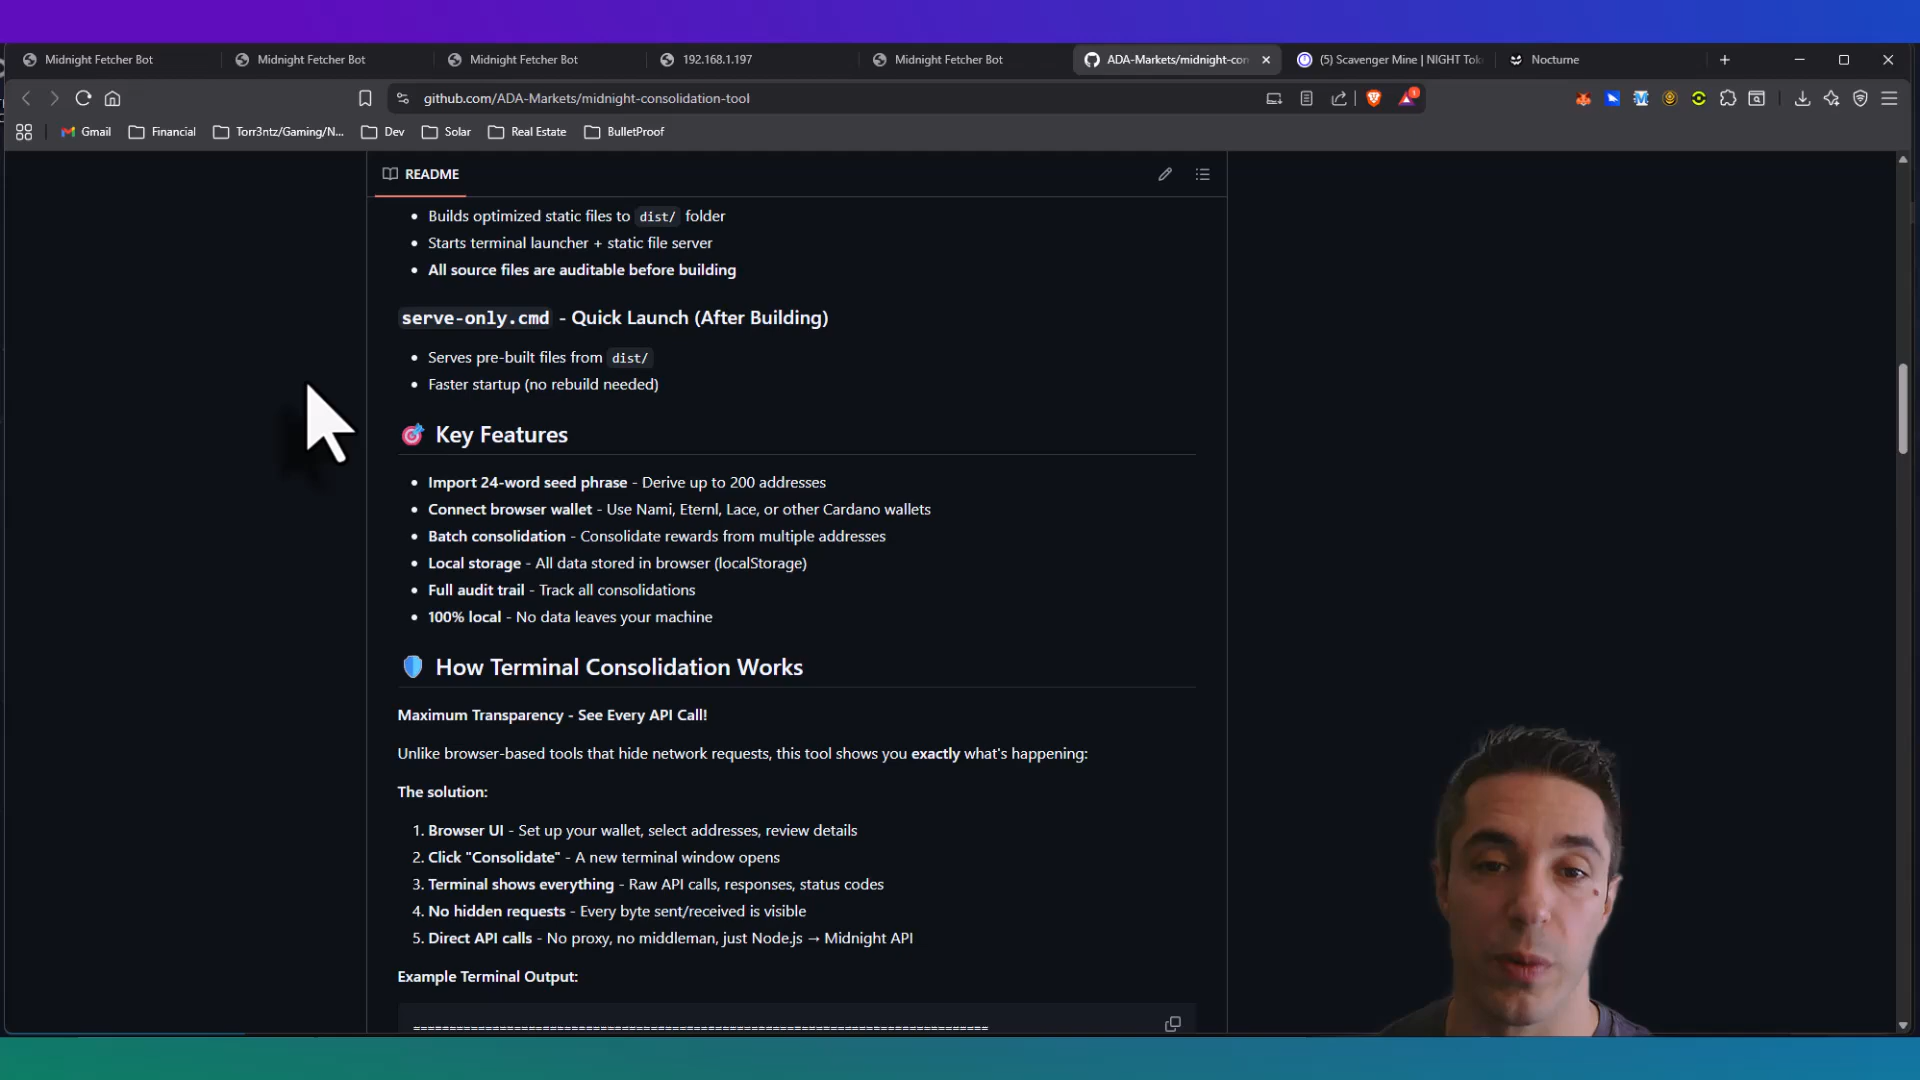 Midnight Fetcher Bot
Midnight Fetcher Bot
Midnight Fetcher Bot
192.168.1.197
Midnight Fetcher Bot
ADA-Markets/midnight-con
(5) Scavenger Mine | NIGHT Tok
Nocturne
github.com/ADA-Markets/midnight-consolidation-tool
1
Gmail
Financial
Torr3ntz/Gaming/N...
Dev
Solar
Real Estate
BulletProof
README
• Builds optimized static files to dist/ folder
• Starts terminal launcher + static file server
• All source files are auditable before building
serve-only.cmd - Quick Launch (After Building)
• Serves pre-built files from dist/
• Faster startup (no rebuild needed)
Key Features
• Import 24-word seed phrase - Derive up to 200 addresses
• Connect browser wallet - Use Nami, Eternl, Lace, or other Cardano wallets
• Batch consolidation - Consolidate rewards from multiple addresses
• Local storage - All data stored in browser (localStorage)
• Full audit trail - Track all consolidations
• 100% local - No data leaves your machine
How Terminal Consolidation Works
Maximum Transparency - See Every API Call!
Unlike browser-based tools that hide network requests, this tool shows you exactly what's happening:
The solution:
1. Browser UI - Set up your wallet, select addresses, review details
2. Click "Consolidate" - A new terminal window opens
3. Terminal shows everything - Raw API calls, responses, status codes
4. No hidden requests - Every byte sent/received is visible
5. Direct API calls - No proxy, no middleman, just Node.js → Midnight API
Example Terminal Output:
================================================================================